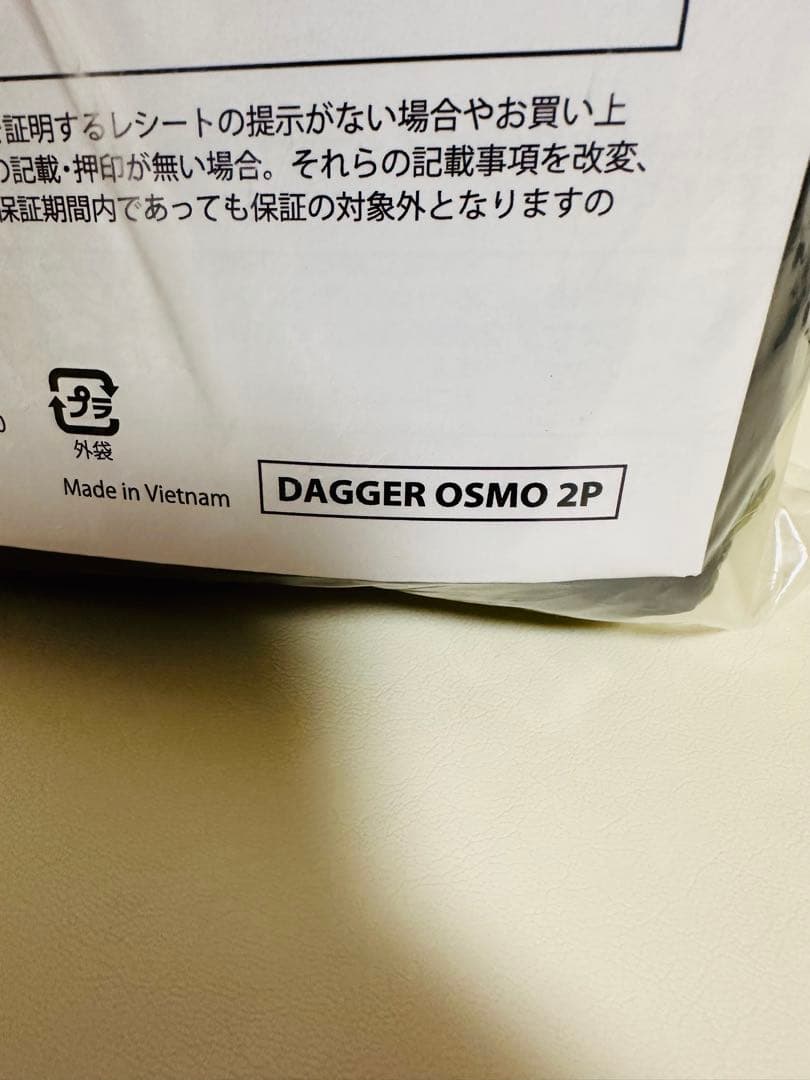 証明するレシートの提示がない場合やお買い上
の記載・押印が無い場合。それらの記載事項を改変、
保証期間内であっても保証の対象外となりますの
プラ
外袋
Made in Vietnam
DAGGER OSMO 2P